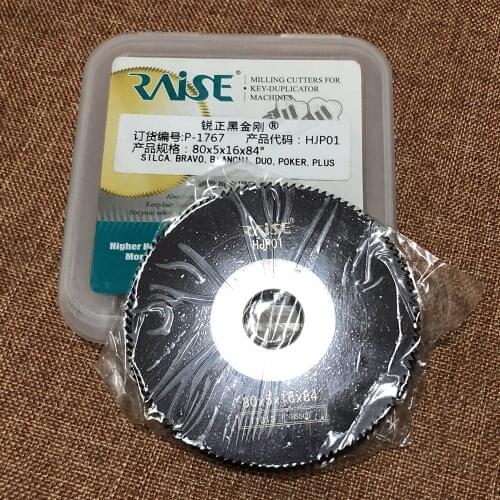 RAISE®
MILLING CUTTERS FOR
KEY-DUPLICATOR
MACHINES
锐正黑金刚®
订货编号:P-1767 产品代码：HJP01
产品规格：80x5x16x84°
SILCA. BRAVO. BIANCHI. DUO. POKER. PLUS
Higher
RAISE®
HJP01
80x5x16x84